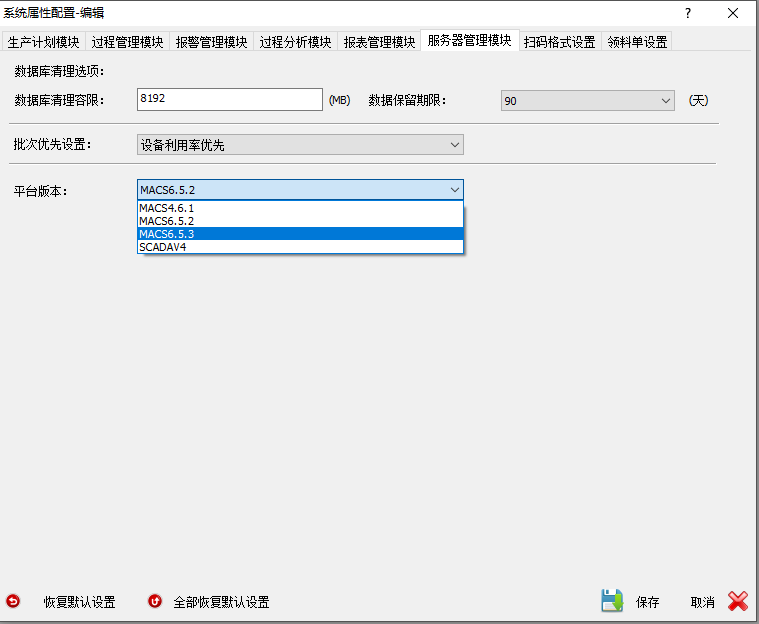 系统属性配置-编辑 ?
生产计划模块 过程管理模块 报警管理模块 过程分析模块 报表管理模块 服务器管理模块 扫码格式设置 领料单设置
数据库清理选项:
数据库清理容限: 8192 (MB) 数据保留期限: 90 (天)
批次优先设置: 设备利用率优先
平台版本: MACS6.5.2
MACS4.6.1
MACS6.5.2
MACS6.5.3
SCADAV4
恢复默认设置 全部恢复默认设置 保存 取消